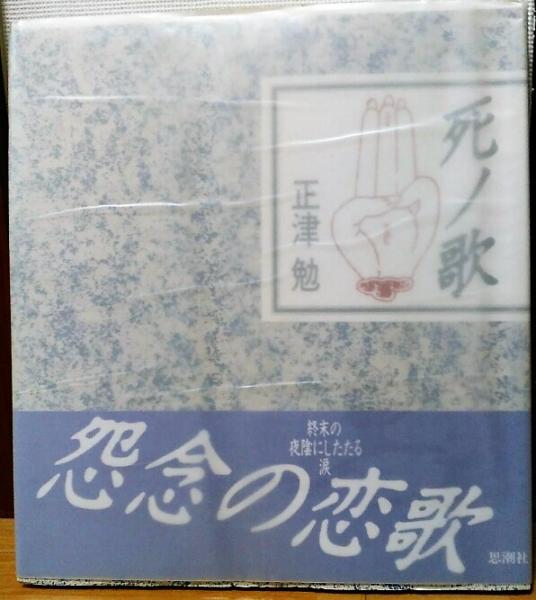 死ノ歌
正津勉
終末の
夜陰にしたたる
涙
怨念の恋歌
思潮社